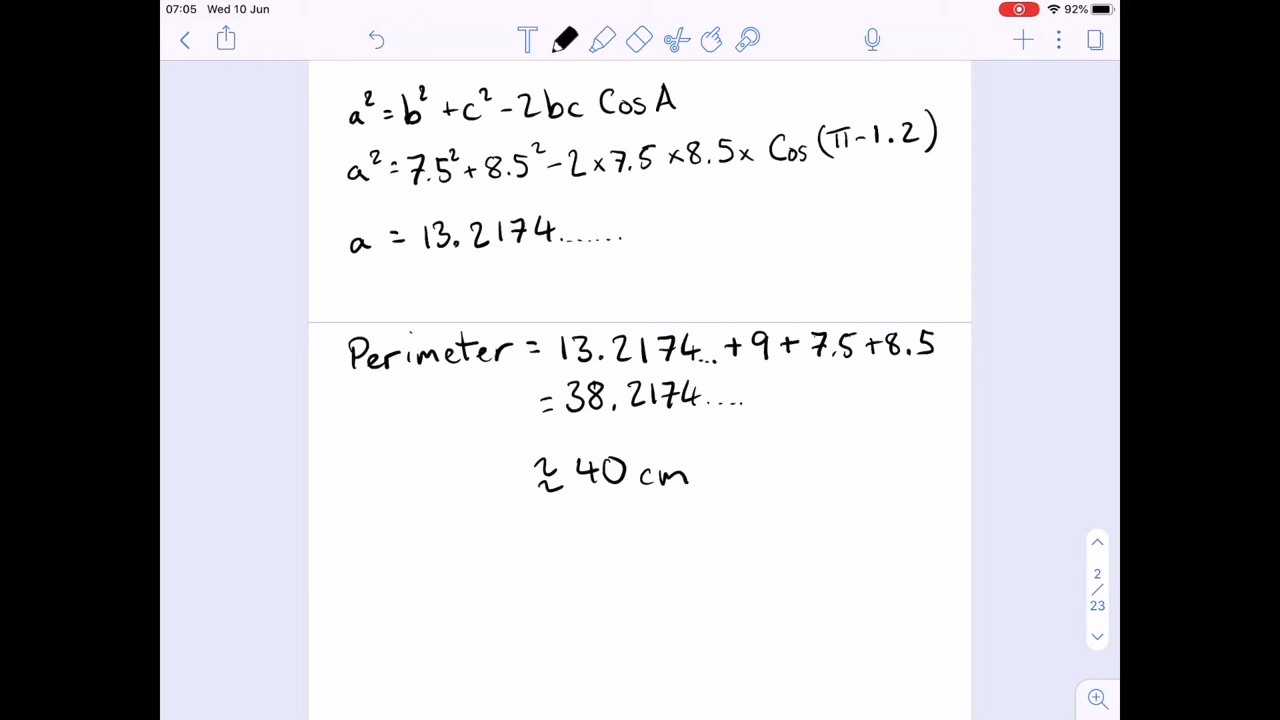 07:05 Wed 10 Jun 92%
T
a² = b² + c² - 2bc Cos A
a² = 7.5² + 8.5² - 2 × 7.5 × 8.5 × Cos (π - 1.2)
a = 13.2174.......
Perimeter = 13.2174... + 9 + 7.5 + 8.5
= 38.2174....
≈ 40 cm
2
/
23